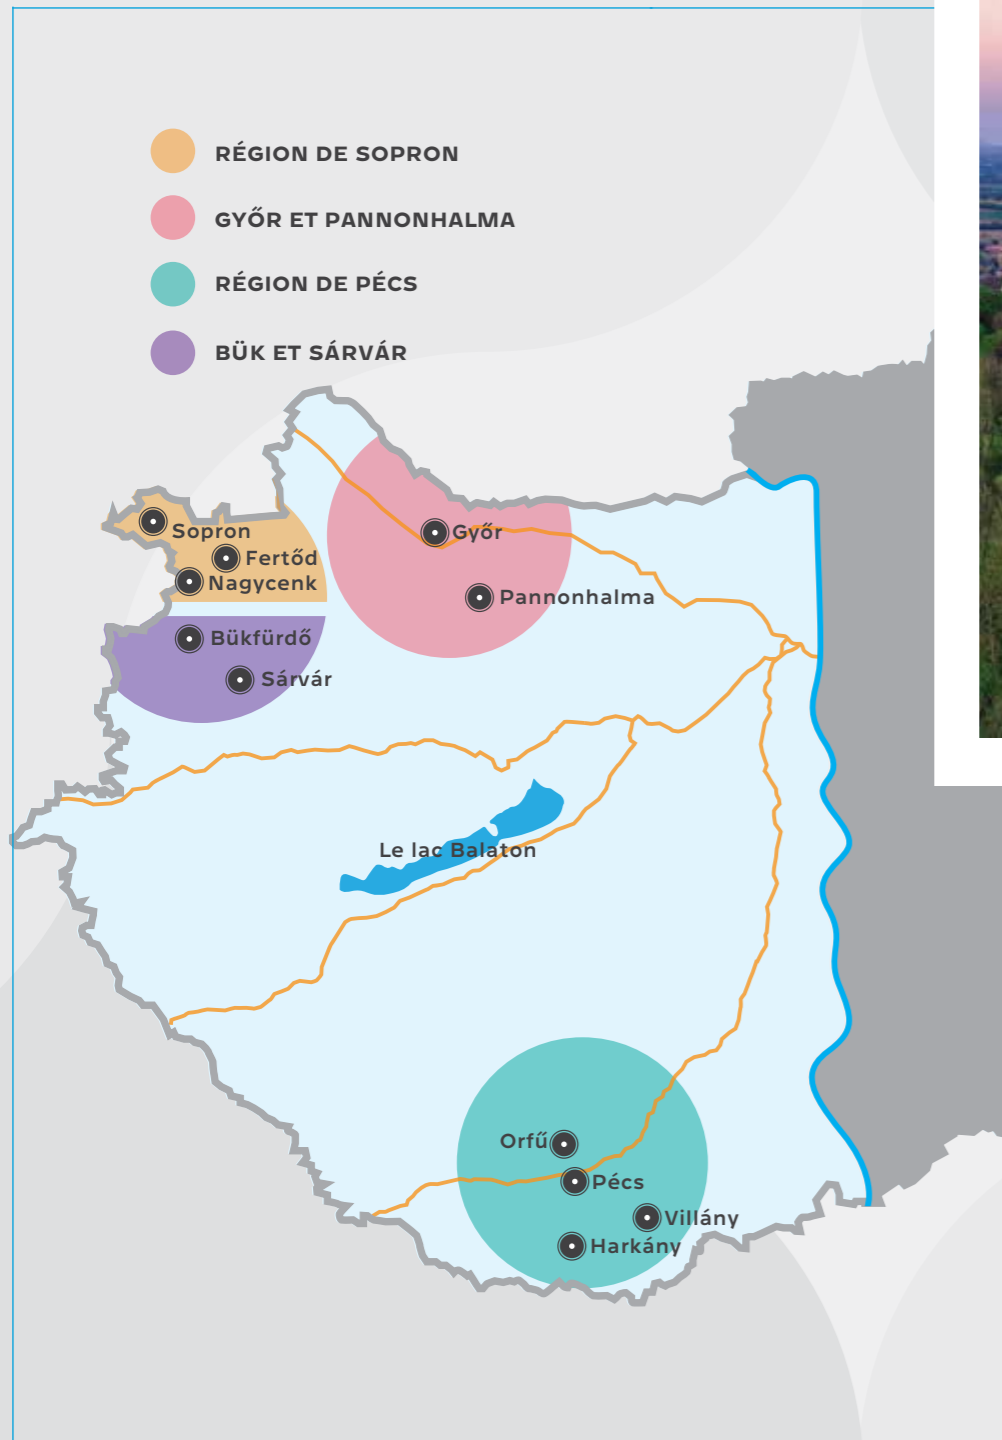 RÉGION DE SOPRON
GYŐR ET PANNONHALMA
RÉGION DE PÉCS
BÜK ET SÁRVÁR
Sopron
Győr
Fertőd
Nagycenk
Pannonhalma
Bükfürdő
Sárvár
Le lac Balaton
Orfű
Pécs
Villány
Harkány